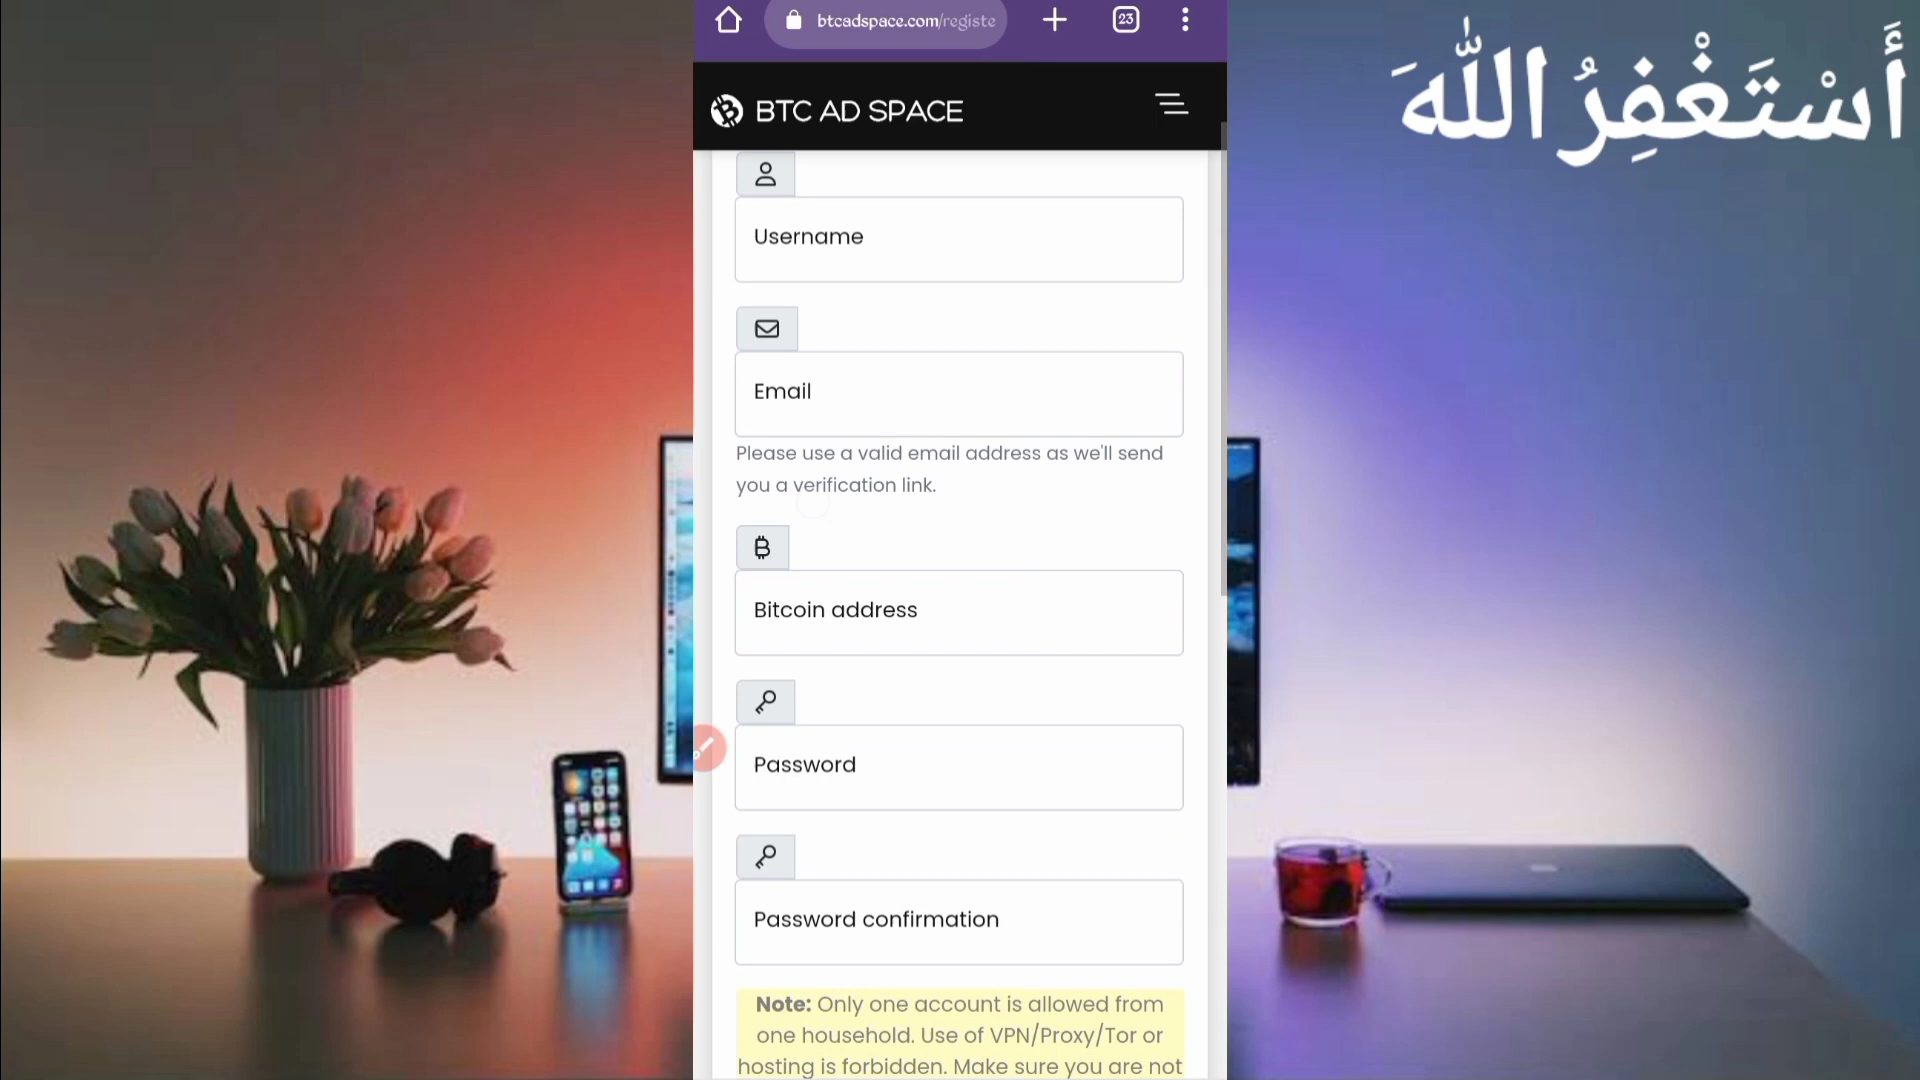 btcadspace.com/registe
23
BTC AD SPACE
أَسْتَغْفِرُ اللّٰهَ
Username
Email
Please use a valid email address as we'll send
you a verification link.
Bitcoin address
Password
Password confirmation
Note: Only one account is allowed from
one household. Use of VPN/Proxy/Tor or
hosting is forbidden. Make sure you are not